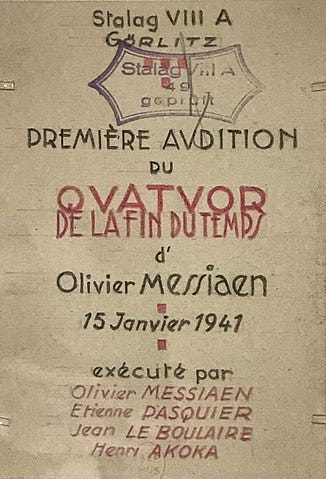 Stalag VIII A
GÖRLITZ
Stalag VIII A
49
geprüft
PREMIÈRE AVDITION
DU
QVATVOR
DE LA FIN DU TEMPS
d'
Olivier Messiaen
15 Janvier 1941
exécuté par
Olivier MESSIAEN
Etienne PASQUIER
Jean LE BOULAIRE
Henri AKOKA